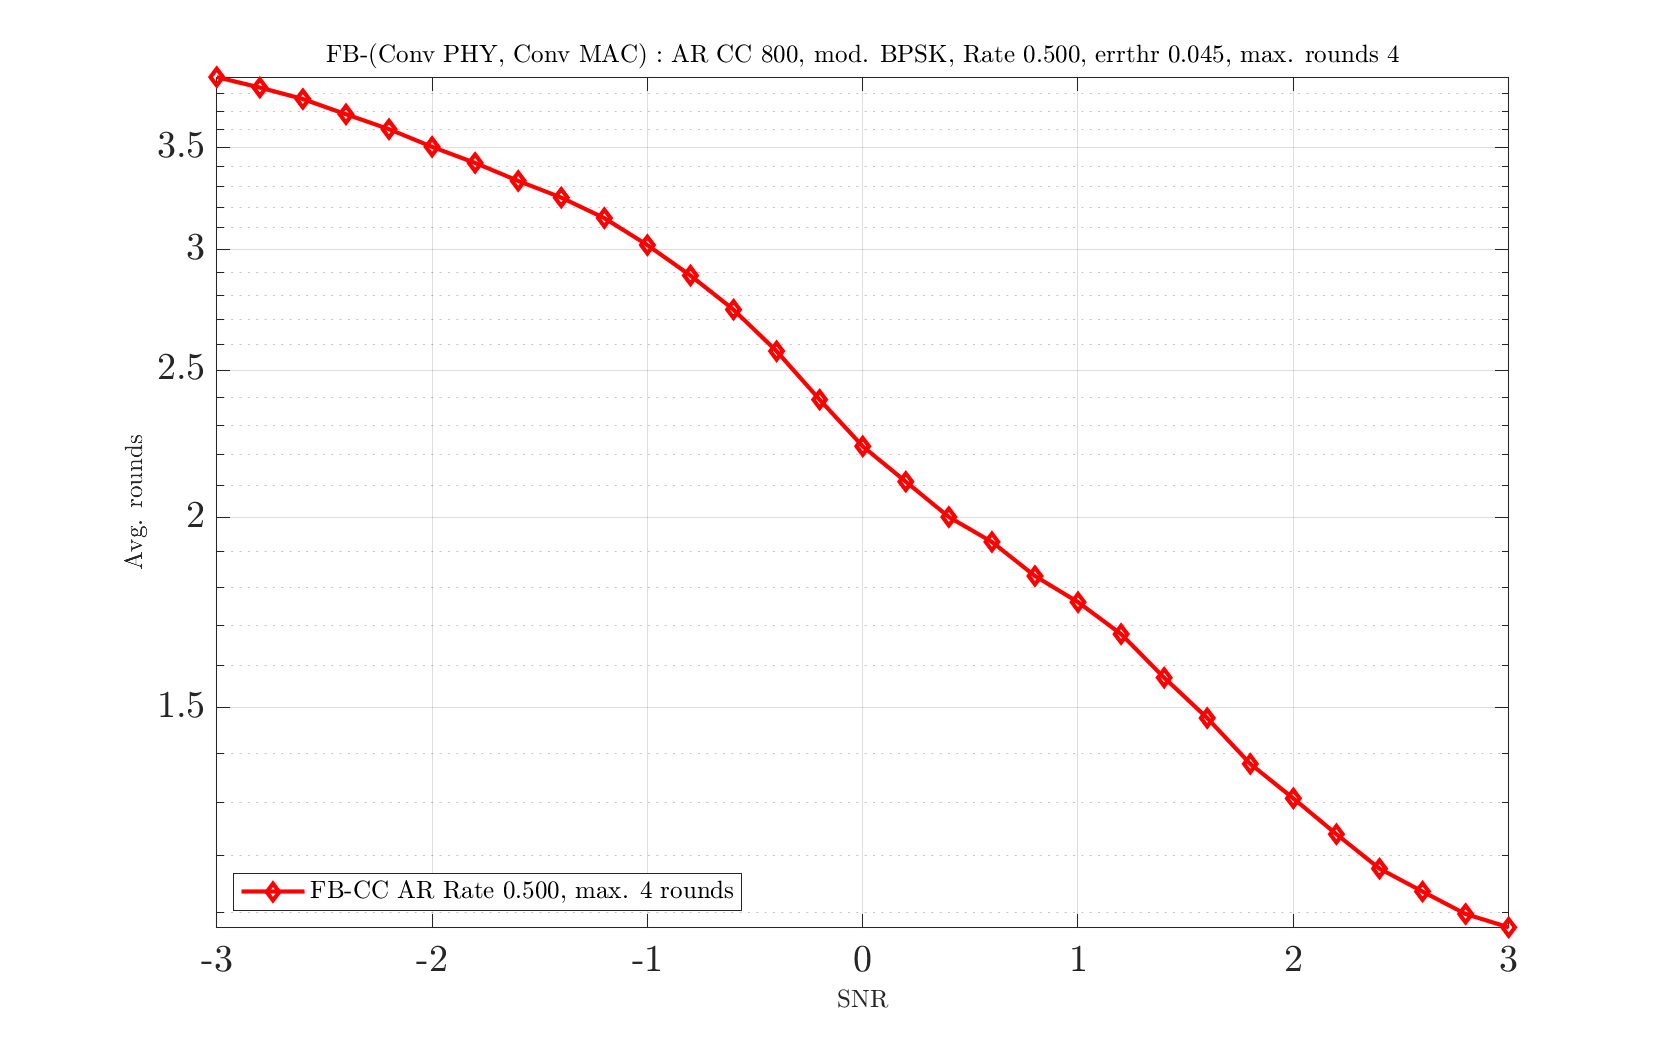 FB-(Conv PHY, Conv MAC) : AR CC 800, mod. BPSK, Rate 0.500, errthr 0.045, max. rounds 4
3.5
3
2.5
2
1.5
Avg. rounds
FB-CC AR Rate 0.500, max. 4 rounds
-3 -2 -1 0 1 2 3
SNR